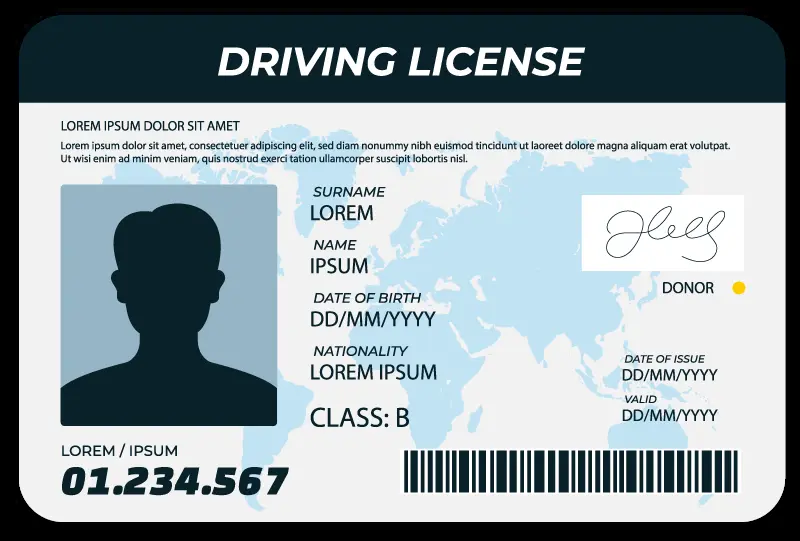 DRIVING LICENSE
LOREM IPSUM DOLOR SIT AMET
Lorem ipsum dolor sit amet, consectetuer adipiscing elit, sed diam nonummy nibh euismod tincidunt ut laoreet dolore magna aliquam erat volutpat.
Ut wisi enim ad minim veniam, quis nostrud exerci tation ullamcorper suscipit lobortis nisl.
SURNAME
LOREM
NAME
IPSUM
DATE OF BIRTH
DD/MM/YYYY
NATIONALITY
LOREM IPSUM
CLASS: B
DONOR
DATE OF ISSUE
DD/MM/YYYY
VALID
DD/MM/YYYY
LOREM / IPSUM
01.234.567